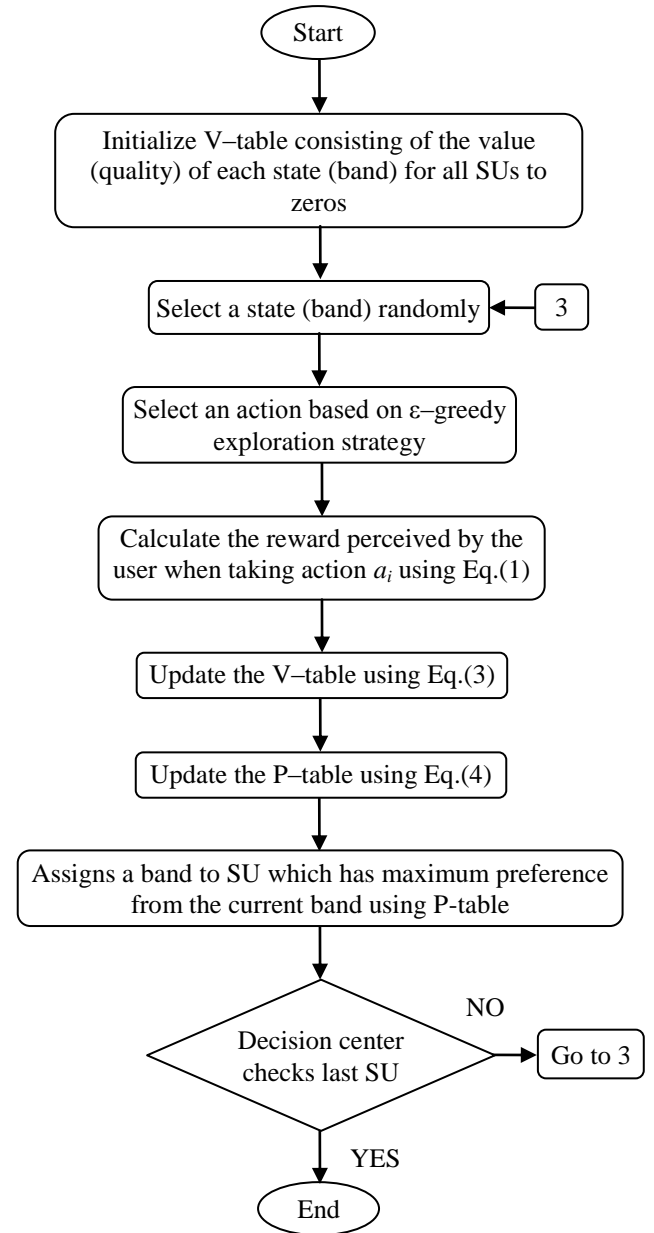 Start
Initialize V–table consisting of the value
(quality) of each state (band) for all SUs to
zeros
Select a state (band) randomly
3
Select an action based on ε–greedy
exploration strategy
Calculate the reward perceived by the
user when taking action aᵢ using Eq.(1)
Update the V–table using Eq.(3)
Update the P–table using Eq.(4)
Assigns a band to SU which has maximum preference
from the current band using P-table
NO
Decision center
checks last SU
Go to 3
YES
End